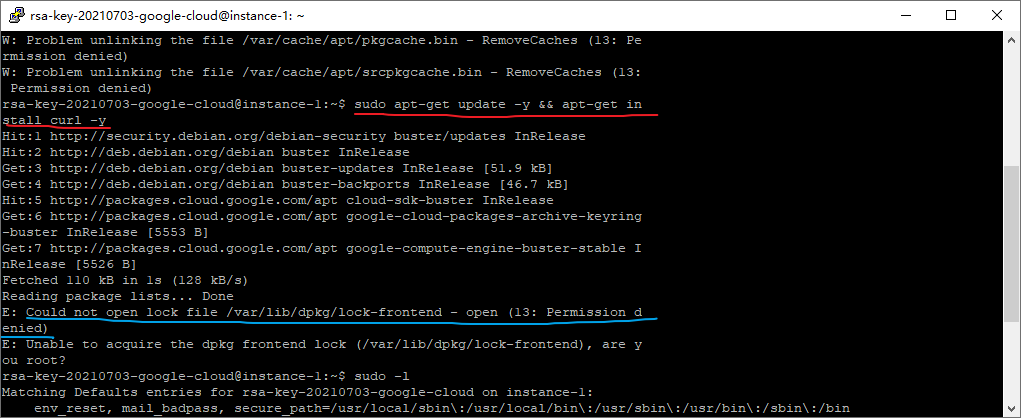 rsa-key-20210703-google-cloud@instance-1: ~
W: Problem unlinking the file /var/cache/apt/pkgcache.bin - RemoveCaches (13: Pe
rmission denied)
W: Problem unlinking the file /var/cache/apt/srcpkgcache.bin - RemoveCaches (13:
 Permission denied)
rsa-key-20210703-google-cloud@instance-1:~$ sudo apt-get update -y && apt-get in
stall curl -y
Hit:1 http://security.debian.org/debian-security buster/updates InRelease
Hit:2 http://deb.debian.org/debian buster InRelease
Get:3 http://deb.debian.org/debian buster-updates InRelease [51.9 kB]
Get:4 http://deb.debian.org/debian buster-backports InRelease [46.7 kB]
Hit:5 http://packages.cloud.google.com/apt cloud-sdk-buster InRelease
Get:6 http://packages.cloud.google.com/apt google-cloud-packages-archive-keyring
-buster InRelease [5553 B]
Get:7 http://packages.cloud.google.com/apt google-compute-engine-buster-stable I
nRelease [5526 B]
Fetched 110 kB in 1s (128 kB/s)
Reading package lists... Done
E: Could not open lock file /var/lib/dpkg/lock-frontend - open (13: Permission d
enied)
E: Unable to acquire the dpkg frontend lock (/var/lib/dpkg/lock-frontend), are y
ou root?
rsa-key-20210703-google-cloud@instance-1:~$ sudo -l
Matching Defaults entries for rsa-key-20210703-google-cloud on instance-1:
    env_reset, mail_badpass, secure_path=/usr/local/sbin\:/usr/local/bin\:/usr/sbin\:/usr/bin\:/sbin\:/bin